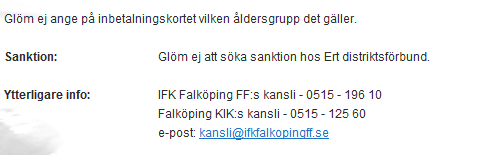 Glöm ej ange på inbetalningskortet vilken åldersgrupp det gäller.
Sanktion: Glöm ej att söka sanktion hos Ert distriktsförbund.
Ytterligare info: IFK Falköping FF:s kansli - 0515 - 196 10
Falköping KIK:s kansli - 0515 - 125 60
e-post: kansli@ifkfalkopingff.se